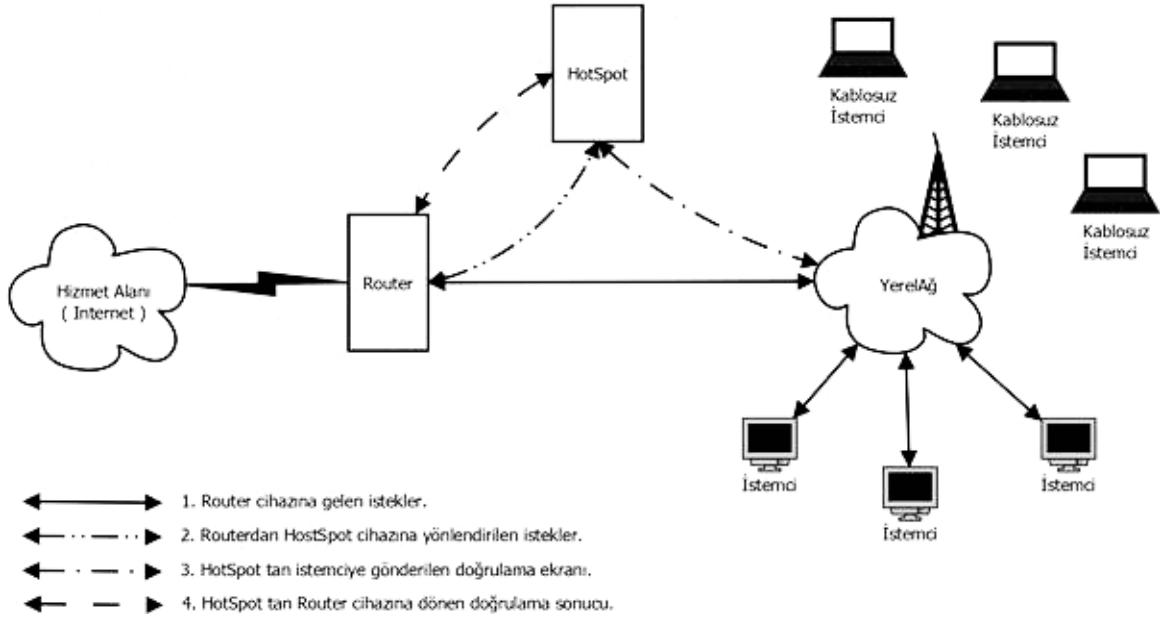 HotSpot
Kablosuz
İstemci
Kablosuz
İstemci
Kablosuz
İstemci
Hizmet Alanı
( Internet )
Router
YerelAğ
İstemci
İstemci
İstemci
1. Router cihazına gelen istekler.
2. Routerdan HostSpot cihazına yönlendirilen istekler.
3. HotSpot tan istemciye gönderilen doğrulama ekranı.
4. HotSpot tan Router cihazına dönen doğrulama sonucu.